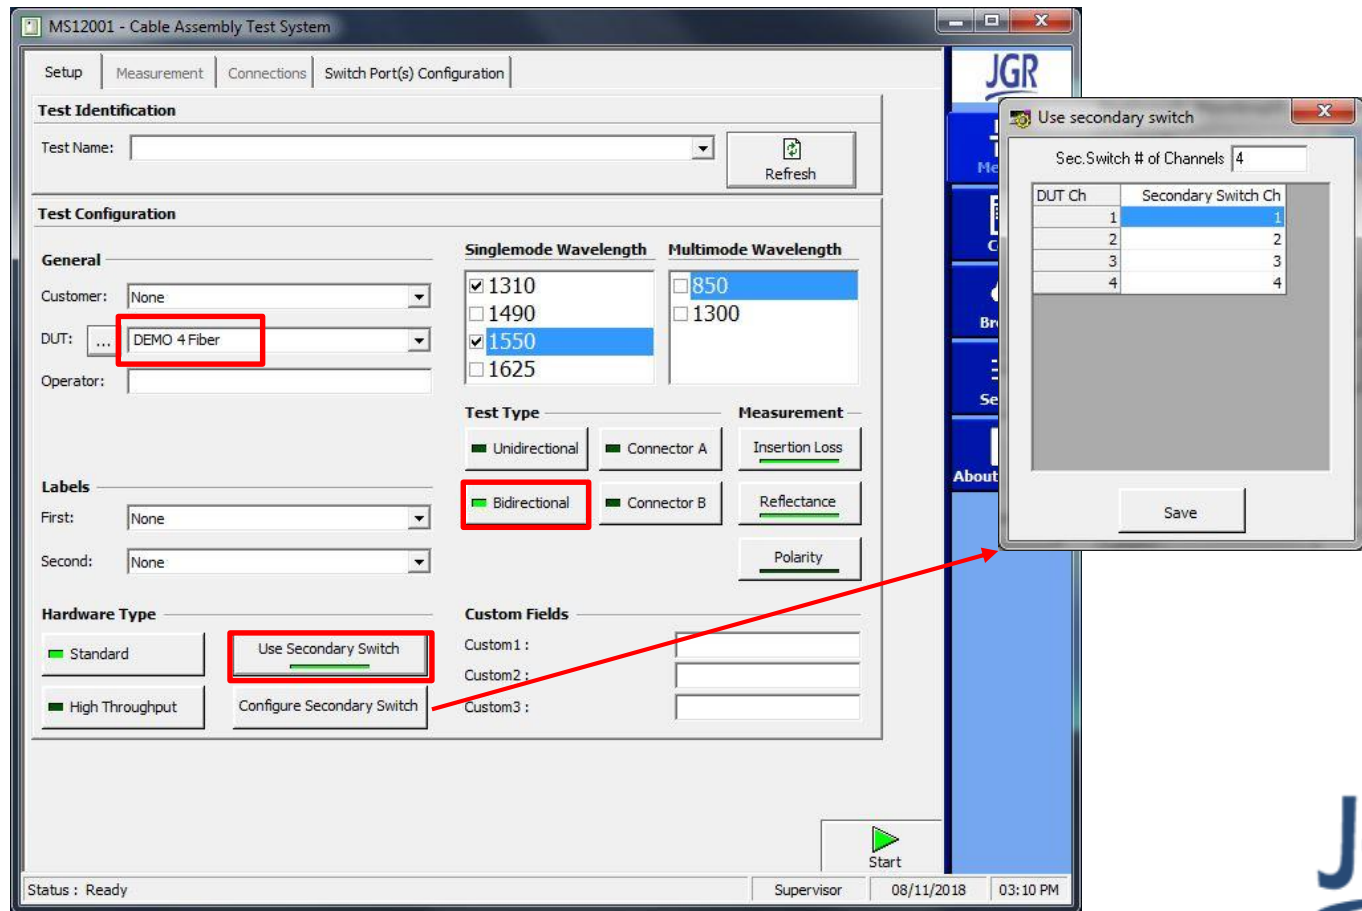 MS12001 - Cable Assembly Test System
Setup Measurement Connections Switch Port(s) Configuration
JGR
Test Identification
Test Name:
Refresh
Test Configuration
General
Customer: None
DUT: ... DEMO 4 Fiber
Operator:
Singlemode Wavelength
1310
1490
1550
1625
Multimode Wavelength
850
1300
Test Type
Unidirectional Connector A
Bidirectional Connector B
Measurement
Insertion Loss
Reflectance
Polarity
Labels
First: None
Second: None
Hardware Type
Standard Use Secondary Switch
High Throughput Configure Secondary Switch
Custom Fields
Custom1 :
Custom2 :
Custom3 :
Start
Status : Ready Supervisor 08/11/2018 03:10 PM
About
Use secondary switch
Sec.Switch # of Channels 4
DUT Ch Secondary Switch Ch
1 1
2 2
3 3
4 4
Save